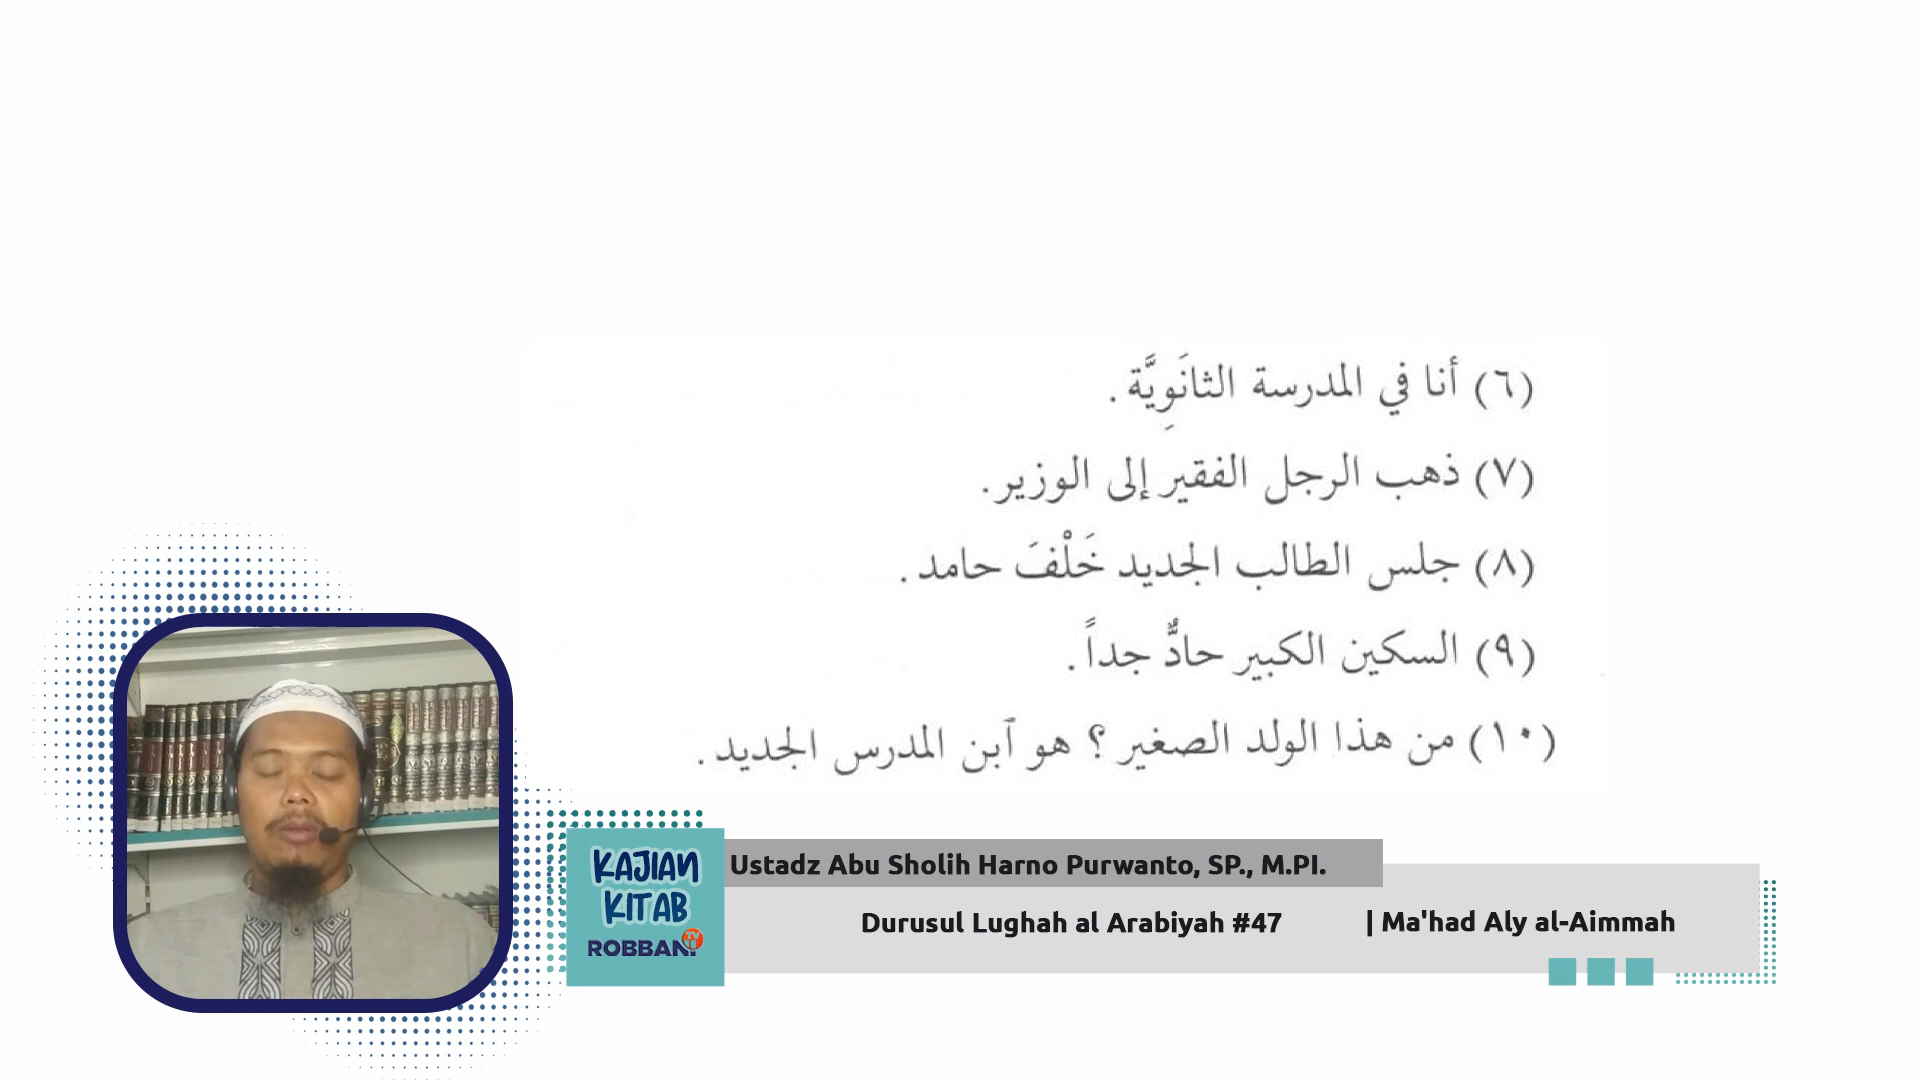 (٦) أنا في المدرسة الثانَوِيَّة .
(٧) ذهب الرجل الفقير إلى الوزير.
(٨) جلس الطالب الجديد خَلْفَ حامد .
(٩) السكين الكبير حادٌّ جداً .
(١٠) من هذا الولد الصغير ؟ هو ٱبن المدرس الجديد .
KAJIAN
KITAB
ROBBANI
TV
Ustadz Abu Sholih Harno Purwanto, SP., M.PI.
Durusul Lughah al Arabiyah #47 | Ma'had Aly al-Aimmah